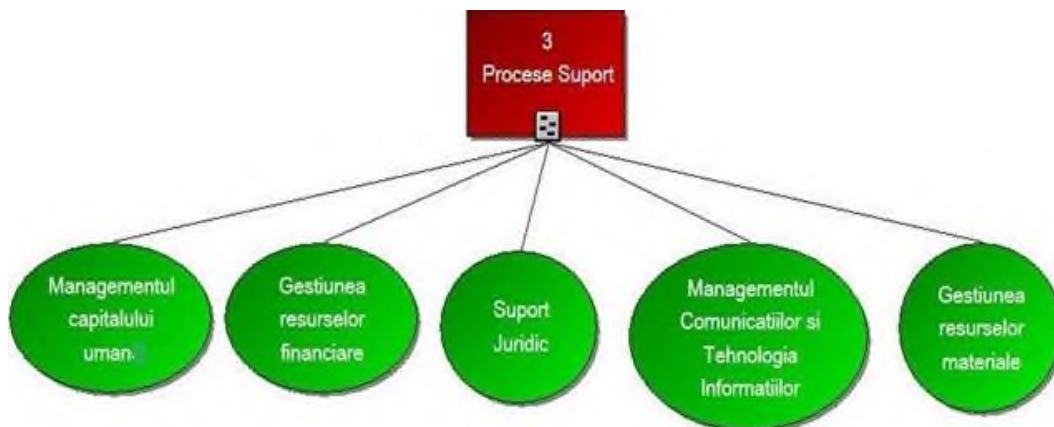 3
Procese Suport
Managementul
capitalului
uman
Gestiunea
resurselor
financiare
Suport
Juridic
Managementul
Comunicatiilor si
Tehnologia
Informatiilor
Gestiunea
resurselor
materiale